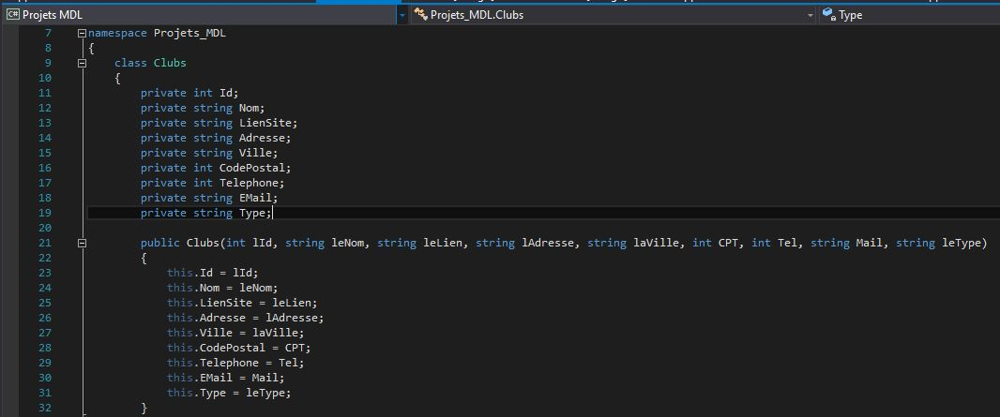 C# Projets MDL
Projets_MDL.Clubs
Type
7 namespace Projets_MDL
8 {
9 class Clubs
10 {
11 private int Id;
12 private string Nom;
13 private string LienSite;
14 private string Adresse;
15 private string Ville;
16 private int CodePostal;
17 private int Telephone;
18 private string EMail;
19 private string Type;
20
21 public Clubs(int lId, string leNom, string leLien, string lAdresse, string laVille, int CPT, int Tel, string Mail, string leType)
22 {
23 this.Id = lId;
24 this.Nom = leNom;
25 this.LienSite = leLien;
26 this.Adresse = lAdresse;
27 this.Ville = laVille;
28 this.CodePostal = CPT;
29 this.Telephone = Tel;
30 this.EMail = Mail;
31 this.Type = leType;
32 }